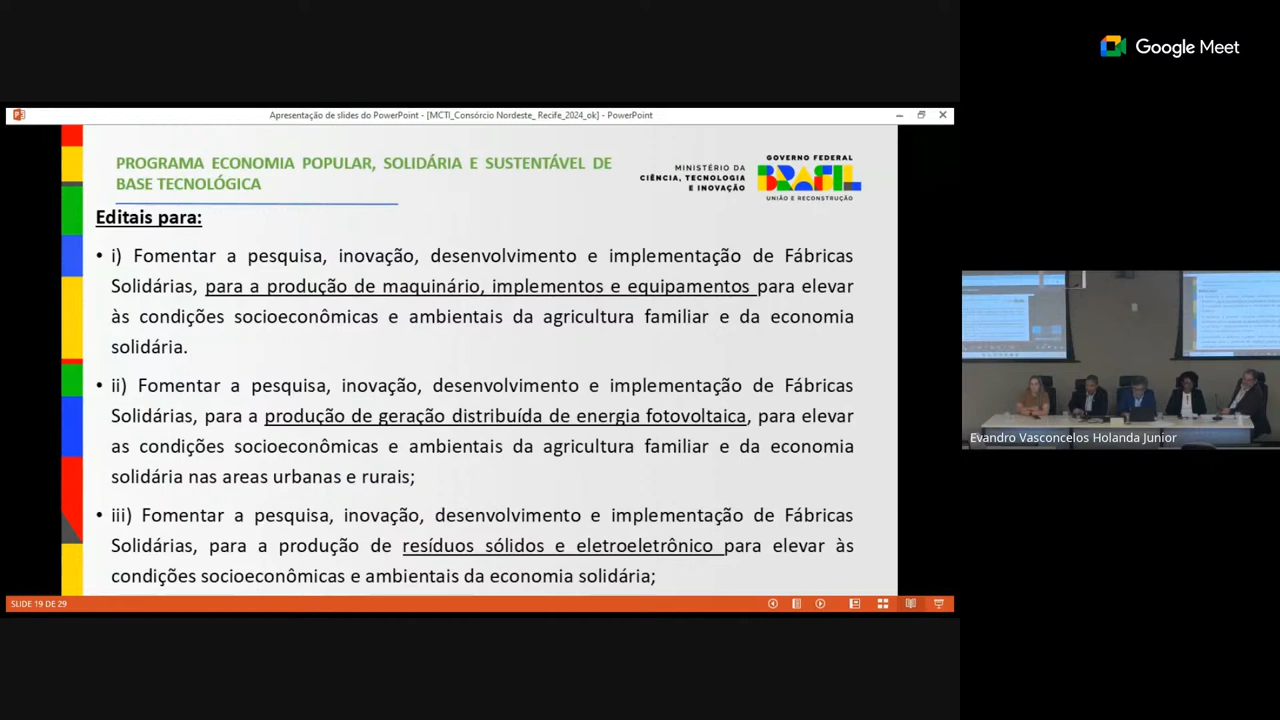 Google Meet
Apresentação de slides do PowerPoint - [MCTI_Consórcio Nordeste_ Recife_2024_ok] - PowerPoint
PROGRAMA ECONOMIA POPULAR, SOLIDÁRIA E SUSTENTÁVEL DE
BASE TECNOLÓGICA
MINISTÉRIO DA
CIÊNCIA, TECNOLOGIA
E INOVAÇÃO
GOVERNO FEDERAL
BRASIL
UNIÃO E RECONSTRUÇÃO
Editais para:
• i) Fomentar a pesquisa, inovação, desenvolvimento e implementação de Fábricas
Solidárias, para a produção de maquinário, implementos e equipamentos para elevar
às condições socioeconômicas e ambientais da agricultura familiar e da economia
solidária.
• ii) Fomentar a pesquisa, inovação, desenvolvimento e implementação de Fábricas
Solidárias, para a produção de geração distribuída de energia fotovoltaica, para elevar
as condições socioeconômicas e ambientais da agricultura familiar e da economia
solidária nas areas urbanas e rurais;
• iii) Fomentar a pesquisa, inovação, desenvolvimento e implementação de Fábricas
Solidárias, para a produção de resíduos sólidos e eletroeletrônico para elevar às
condições socioeconômicas e ambientais da economia solidária;
SLIDE 19 DE 29
Evandro Vasconcelos Holanda Junior